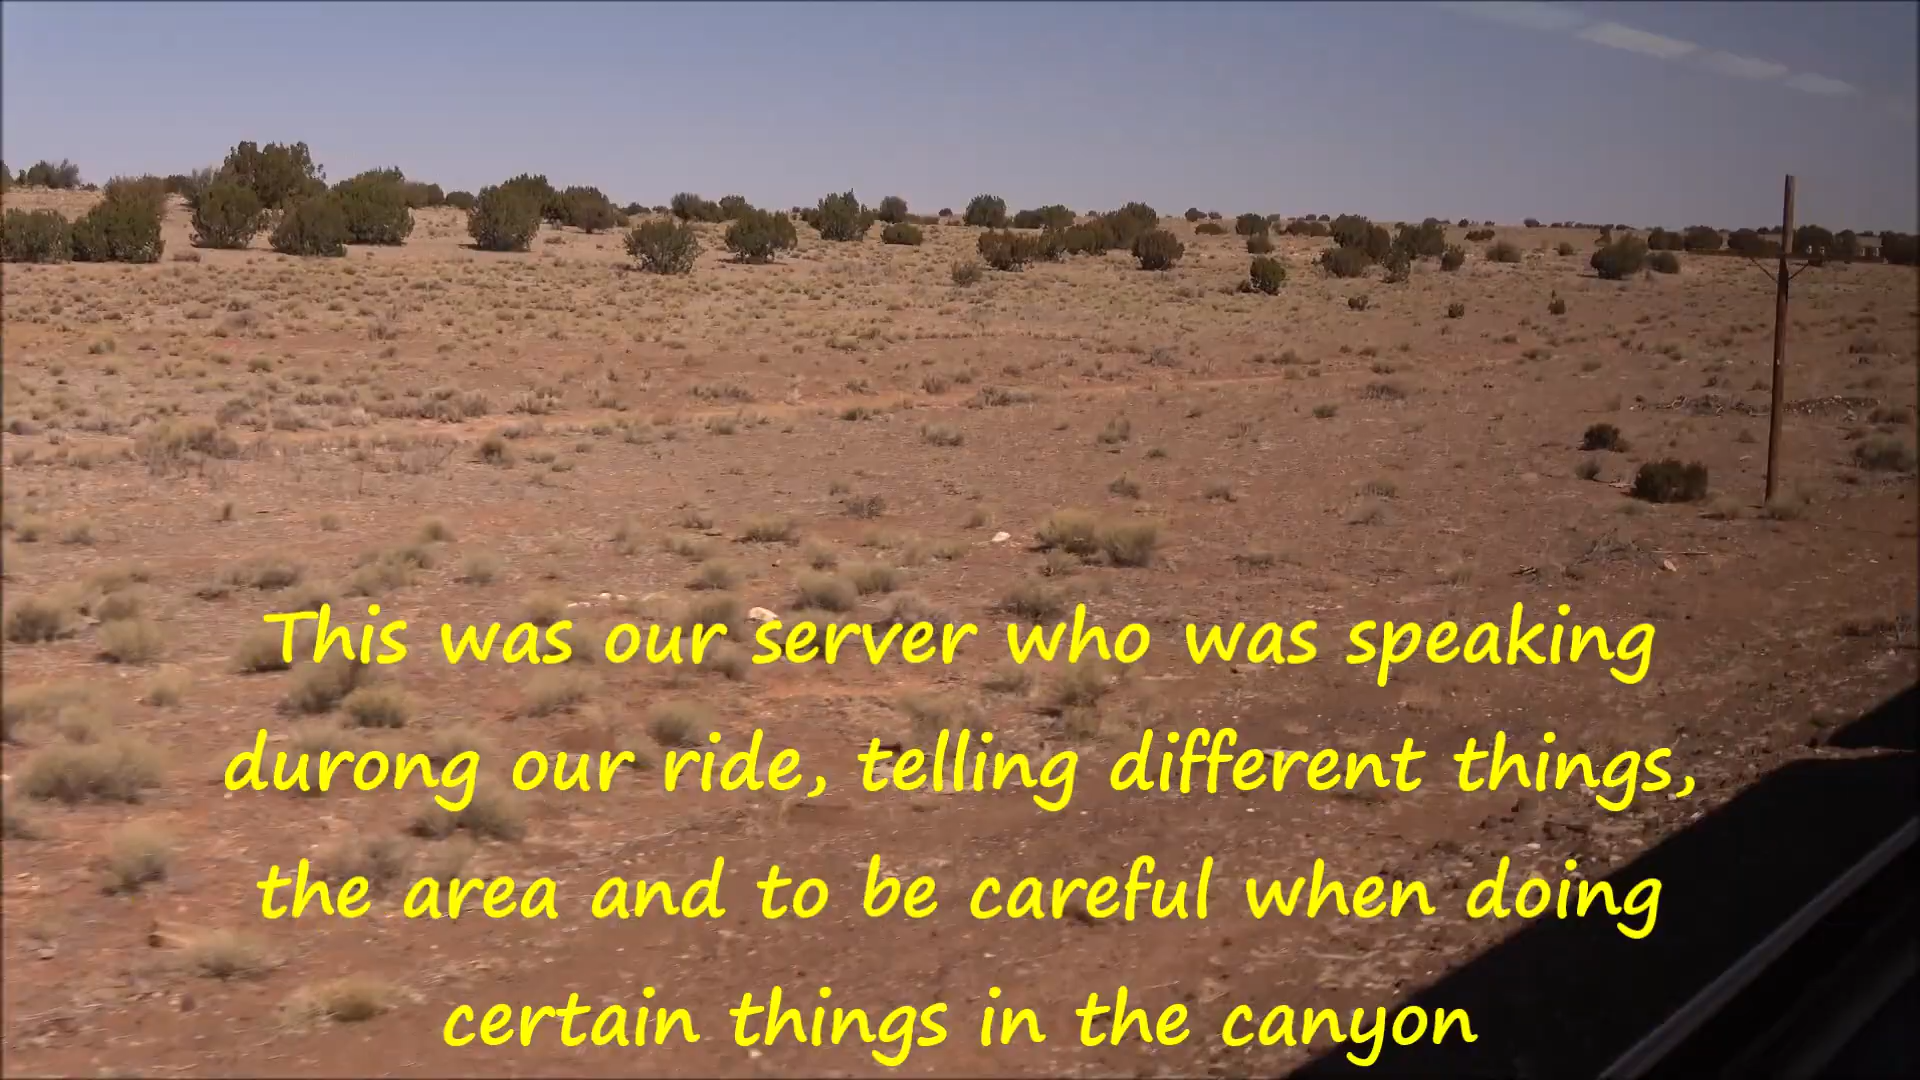 This was our server who was speaking
durong our ride, telling different things,
the area and to be careful when doing
certain things in the canyon